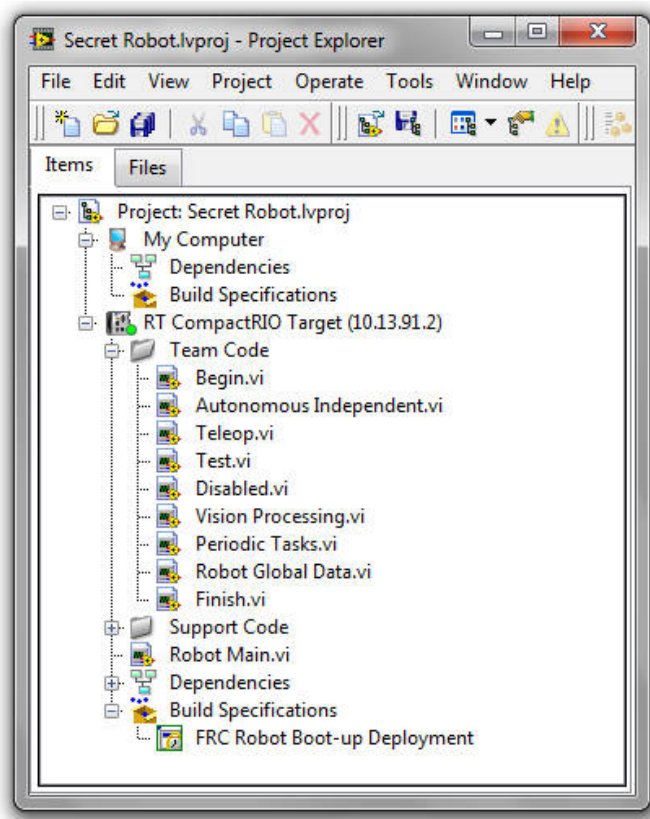 Secret Robot.lvproj - Project Explorer
File Edit View Project Operate Tools Window Help
Items Files
Project: Secret Robot.lvproj
My Computer
Dependencies
Build Specifications
RT CompactRIO Target (10.13.91.2)
Team Code
Begin.vi
Autonomous Independent.vi
Teleop.vi
Test.vi
Disabled.vi
Vision Processing.vi
Periodic Tasks.vi
Robot Global Data.vi
Finish.vi
Support Code
Robot Main.vi
Dependencies
Build Specifications
FRC Robot Boot-up Deployment